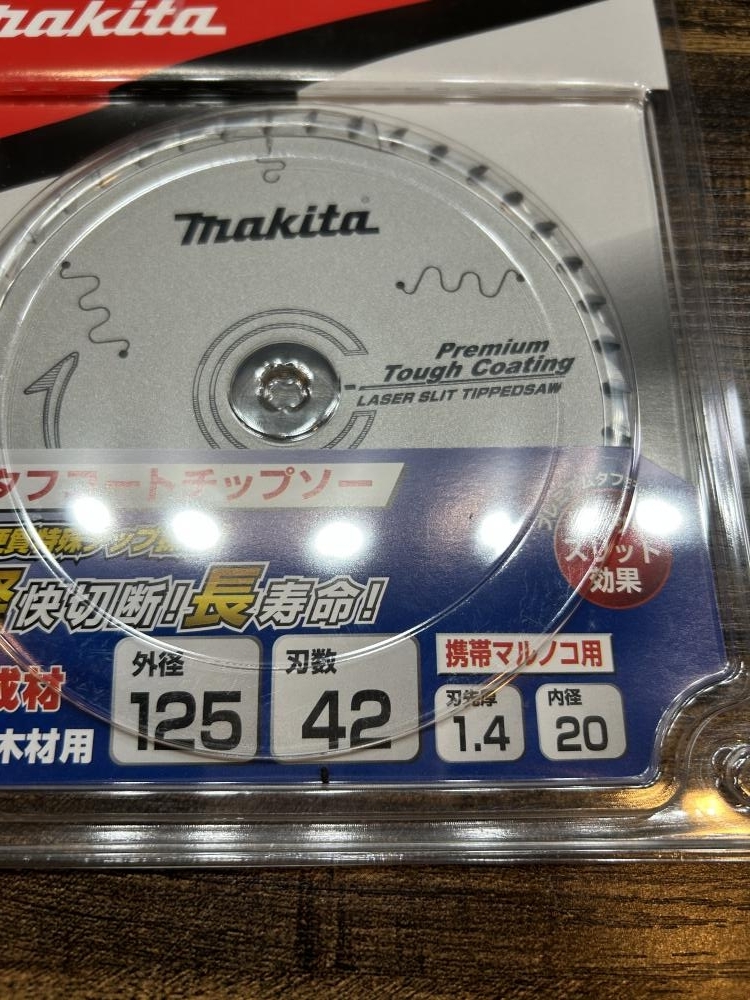 makita
makita
Premium
Tough Coating
LASER SLIT TIPPEDSAW
タフコートチップソー
スリット
効果
快切断!長寿命!
成材
木材用
外径
125
刃数
42
携帯マルノコ用
刃先厚
1.4
内径
20